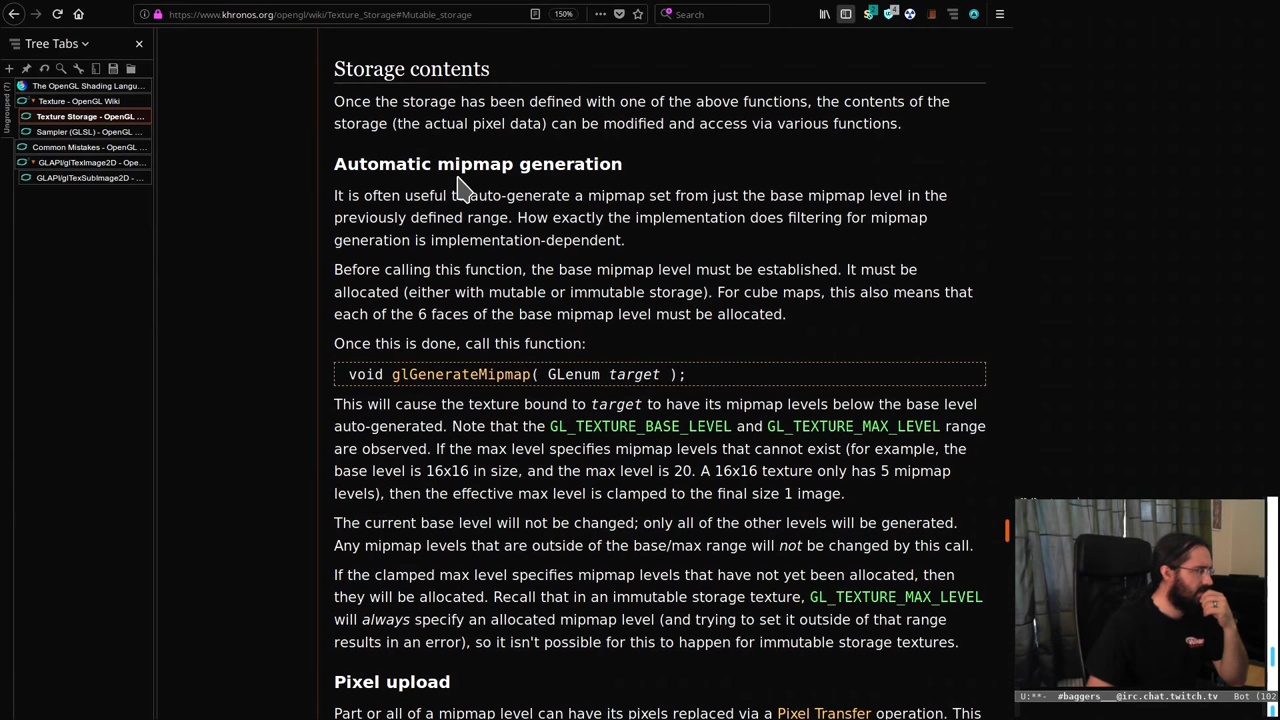 https://www.khronos.org/opengl/wiki/Texture_Storage#Mutable_storage
150%
Search
2
4
Tree Tabs
Ungrouped (7)
The OpenGL Shading Langu...
Texture - OpenGL Wiki
Texture Storage - OpenGL ...
Sampler (GLSL) - OpenGL ...
Common Mistakes - OpenGL ...
GLAPI/glTexImage2D - Ope...
GLAPI/glTexSubImage2D - ...
Storage contents
Once the storage has been defined with one of the above functions, the contents of the
storage (the actual pixel data) can be modified and access via various functions.
Automatic mipmap generation
It is often useful auto-generate a mipmap set from just the base mipmap level in the
previously defined range. How exactly the implementation does filtering for mipmap
generation is implementation-dependent.
Before calling this function, the base mipmap level must be established. It must be
allocated (either with mutable or immutable storage). For cube maps, this also means that
each of the 6 faces of the base mipmap level must be allocated.
Once this is done, call this function:
void glGenerateMipmap( GLenum target );
This will cause the texture bound to target to have its mipmap levels below the base level
auto-generated. Note that the GL_TEXTURE_BASE_LEVEL and GL_TEXTURE_MAX_LEVEL range
are observed. If the max level specifies mipmap levels that cannot exist (for example, the
base level is 16x16 in size, and the max level is 20. A 16x16 texture only has 5 mipmap
levels), then the effective max level is clamped to the final size 1 image.
The current base level will not be changed; only all of the other levels will be generated.
Any mipmap levels that are outside of the base/max range will not be changed by this call.
If the clamped max level specifies mipmap levels that have not yet been allocated, then
they will be allocated. Recall that in an immutable storage texture, GL_TEXTURE_MAX_LEVEL
will always specify an allocated mipmap level (and trying to set it outside of that range
results in an error), so it isn't possible for this to happen for immutable storage textures.
Pixel upload
Part or all of a mipmap level can have its pixels replaced via a Pixel Transfer operation. This
U:**- #baggers___@irc.chat.twitch.tv Bot (102